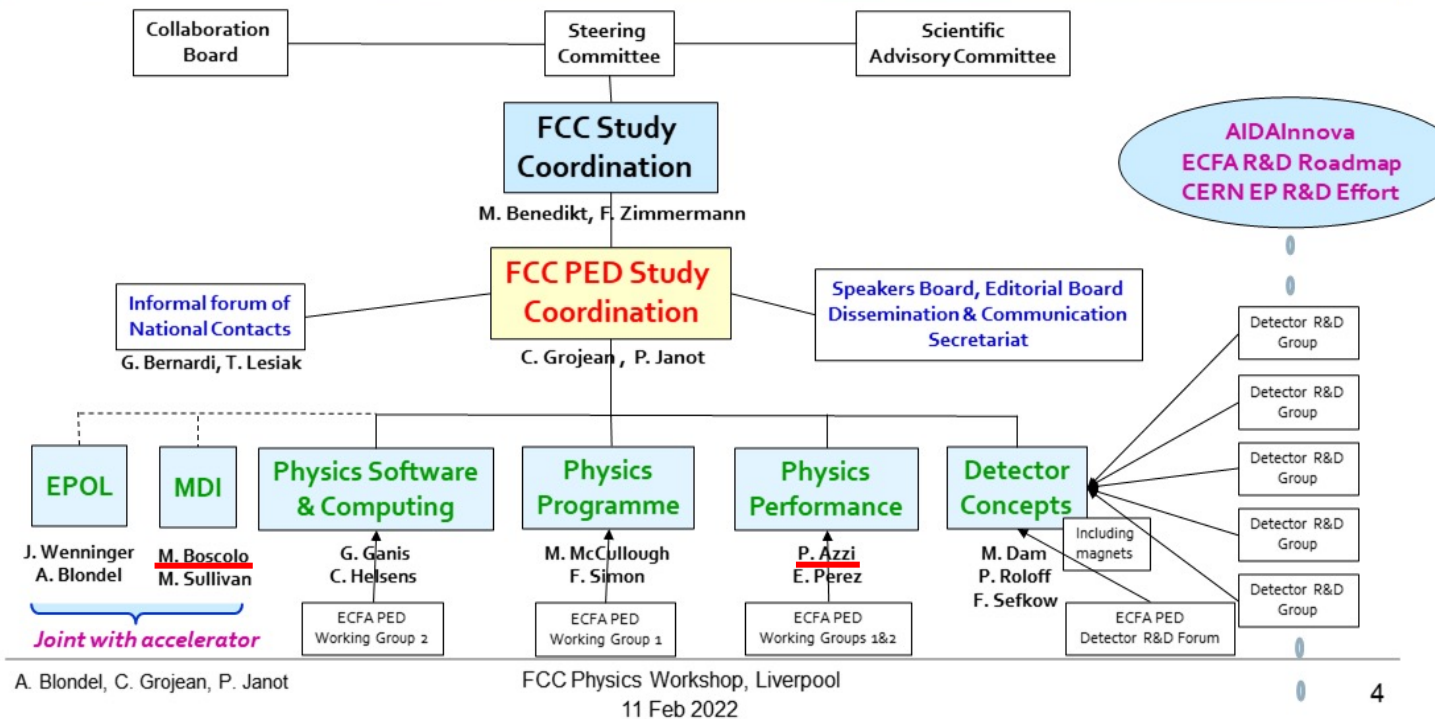 Collaboration
Board
Steering
Committee
Scientific
Advisory Committee
FCC Study
Coordination
M. Benedikt, F. Zimmermann
AIDAInnova
ECFA R&D Roadmap
CERN EP R&D Effort
FCC PED Study
Coordination
C. Grojean , P. Janot
Informal forum of
National Contacts
G. Bernardi, T. Lesiak
Speakers Board, Editorial Board
Dissemination & Communication
Secretariat
Detector R&D
Group
Detector R&D
Group
Detector R&D
Group
Detector R&D
Group
Detector R&D
Group
EPOL
J. Wenninger
A. Blondel
MDI
M. Boscolo
M. Sullivan
Joint with accelerator
Physics Software
& Computing
G. Ganis
C. Helsens
ECFA PED
Working Group 2
Physics
Programme
M. McCullough
F. Simon
ECFA PED
Working Group 1
Physics
Performance
P. Azzi
E. Perez
ECFA PED
Working Groups 1&2
Detector
Concepts
Including
magnets
M. Dam
P. Roloff
F. Sefkow
ECFA PED
Detector R&D Forum
A. Blondel, C. Grojean, P. Janot
FCC Physics Workshop, Liverpool
11 Feb 2022
4